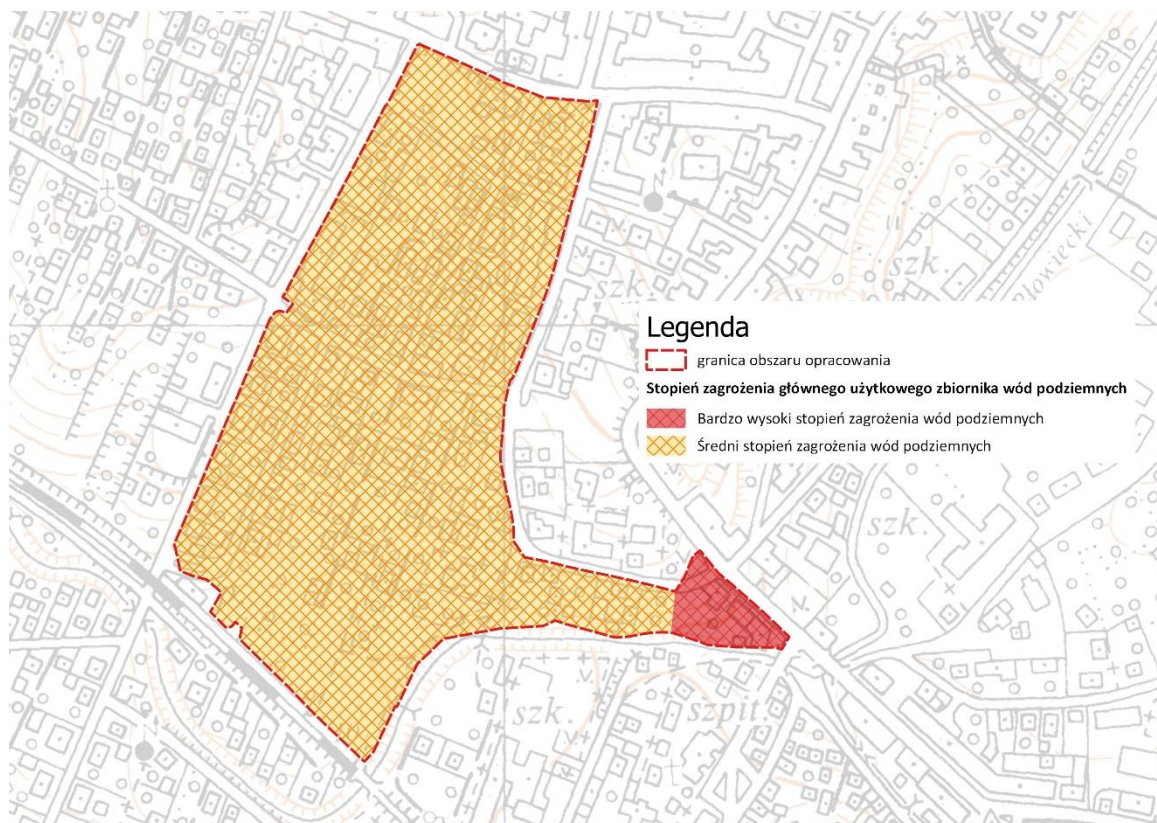 szk.
szk.
Legenda
granica obszaru opracowania
Stopień zagrożenia głównego użytkowego zbiornika wód podziemnych
Bardzo wysoki stopień zagrożenia wód podziemnych
Średni stopień zagrożenia wód podziemnych
szk.
szk.
szpit.